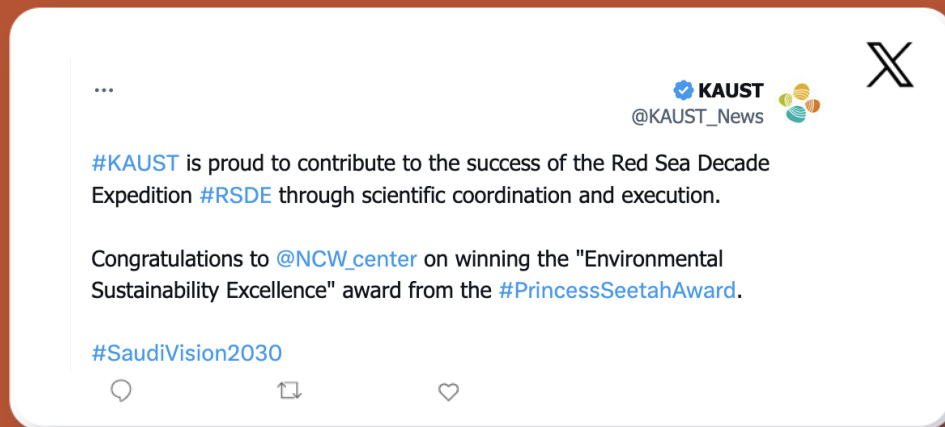 ...
KAUST
@KAUST_News
#KAUST is proud to contribute to the success of the Red Sea Decade
Expedition #RSDE through scientific coordination and execution.
Congratulations to @NCW_center on winning the "Environmental
Sustainability Excellence" award from the #PrincessSeetahAward.
#SaudiVision2030